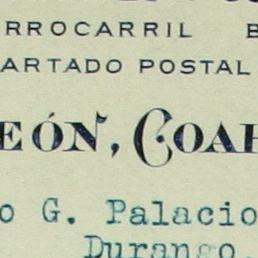 RROCARRIL
ARTADO POSTAL
EÓN, COAH
o G. Palacio
Durango.